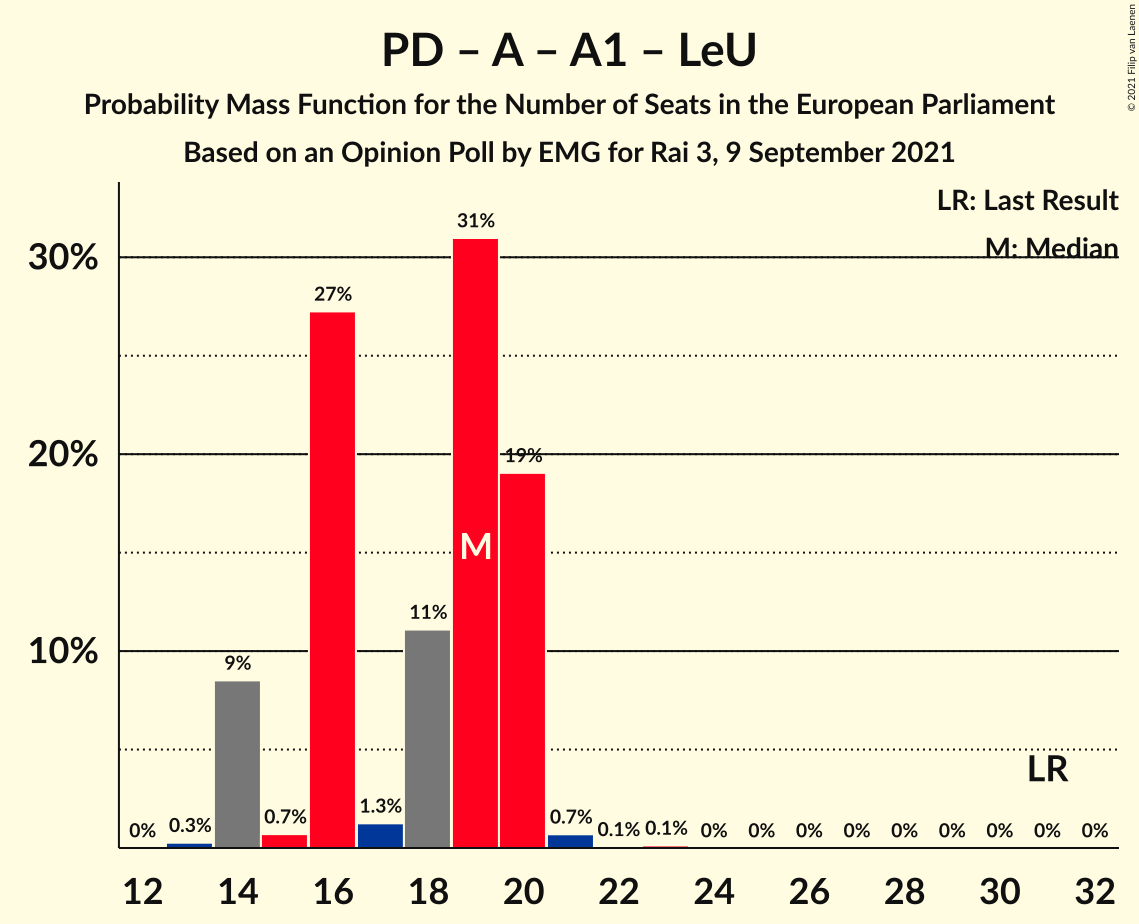 © 2021 Filip van Laenen
PD – A – A1 – LeU
Probability Mass Function for the Number of Seats in the European Parliament
Based on an Opinion Poll by EMG for Rai 3, 9 September 2021
LR: Last Result
M: Median
30%
20%
10%
0% 0.3% 9% 0.7% 27% 1.3% 11% 31% 19% 0.7% 0.1% 0.1% 0% 0% 0% 0% 0% 0% 0% 0% 0%
M
LR
12 14 16 18 20 22 24 26 28 30 32